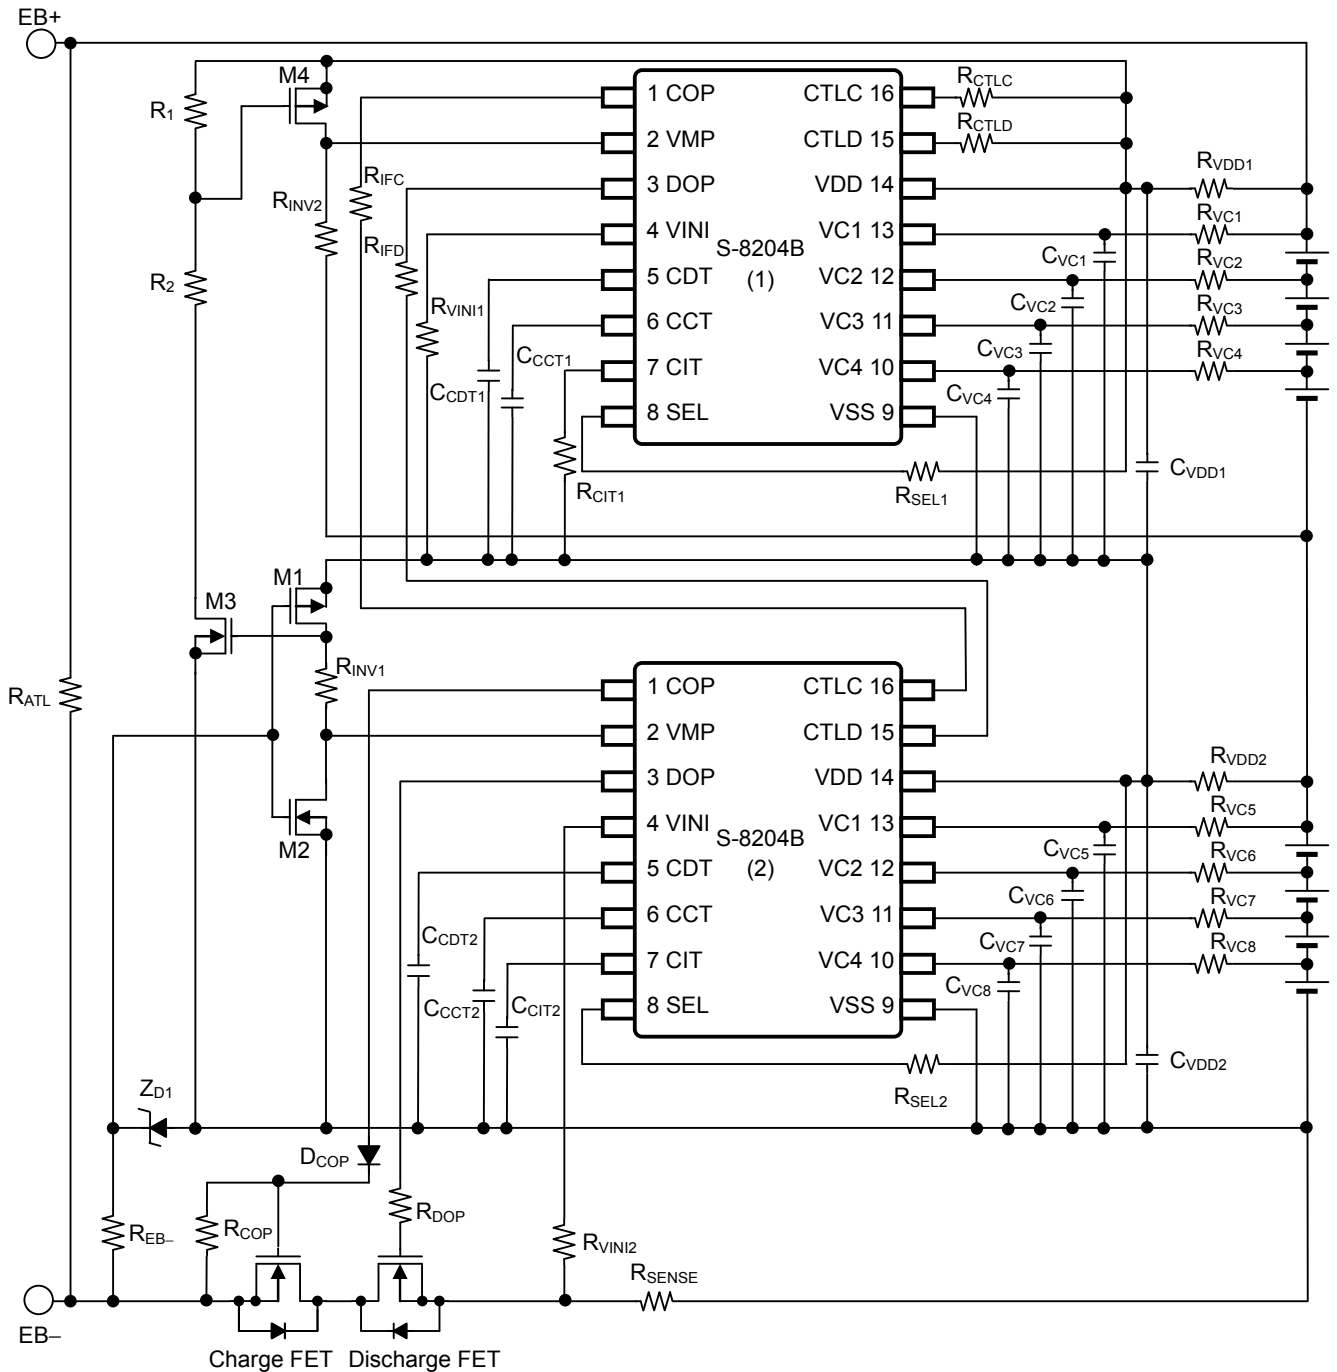 EB+
M4
R1
R2
RINV2
RIFC
RIFD
RVINI1
CCDT1
CCCT1
RCIT1
1 COP
2 VMP
3 DOP
4 VINI
5 CDT
6 CCT
7 CIT
8 SEL
S-8204B
(1)
CTLC 16
CTLD 15
VDD 14
VC1 13
VC2 12
VC3 11
VC4 10
VSS 9
RCTLC
RCTLD
RVDD1
RVC1
RVC2
RVC3
RVC4
CVC1
CVC2
CVC3
CVC4
RSEL1
CVDD1
M1
M3
RINV1
RATL
M2
1 COP
2 VMP
3 DOP
4 VINI
5 CDT
6 CCT
7 CIT
8 SEL
S-8204B
(2)
CTLC 16
CTLD 15
VDD 14
VC1 13
VC2 12
VC3 11
VC4 10
VSS 9
RVDD2
RVC5
RVC6
RVC7
RVC8
CVC5
CVC6
CVC7
CVC8
CCDT2
CCCT2
CCIT2
RSEL2
CVDD2
ZD1
DCOP
REB–
RCOP
RDOP
RVINI2
RSENSE
EB–
Charge FET
Discharge FET